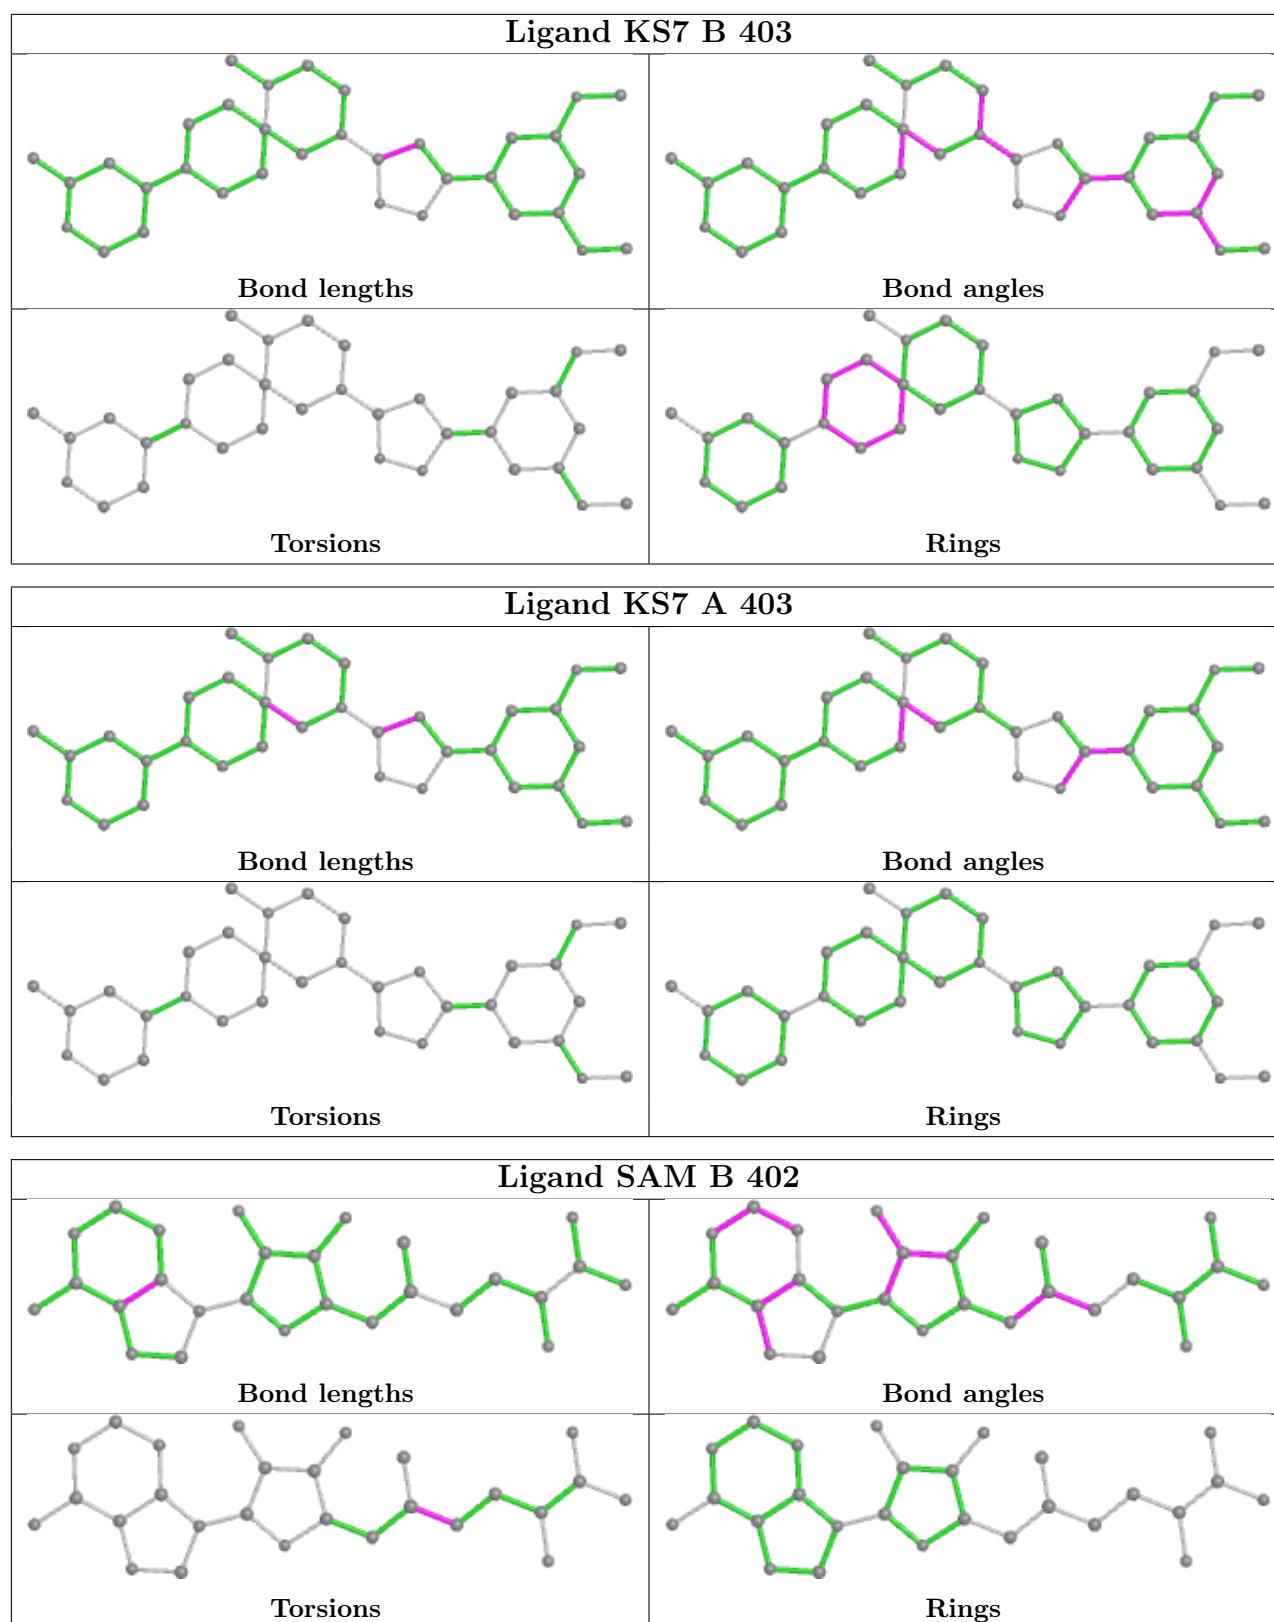 Ligand KS7 B 403
Bond lengths
Bond angles
Torsions
Rings
Ligand KS7 A 403
Bond lengths
Bond angles
Torsions
Rings
Ligand SAM B 402
Bond lengths
Bond angles
Torsions
Rings